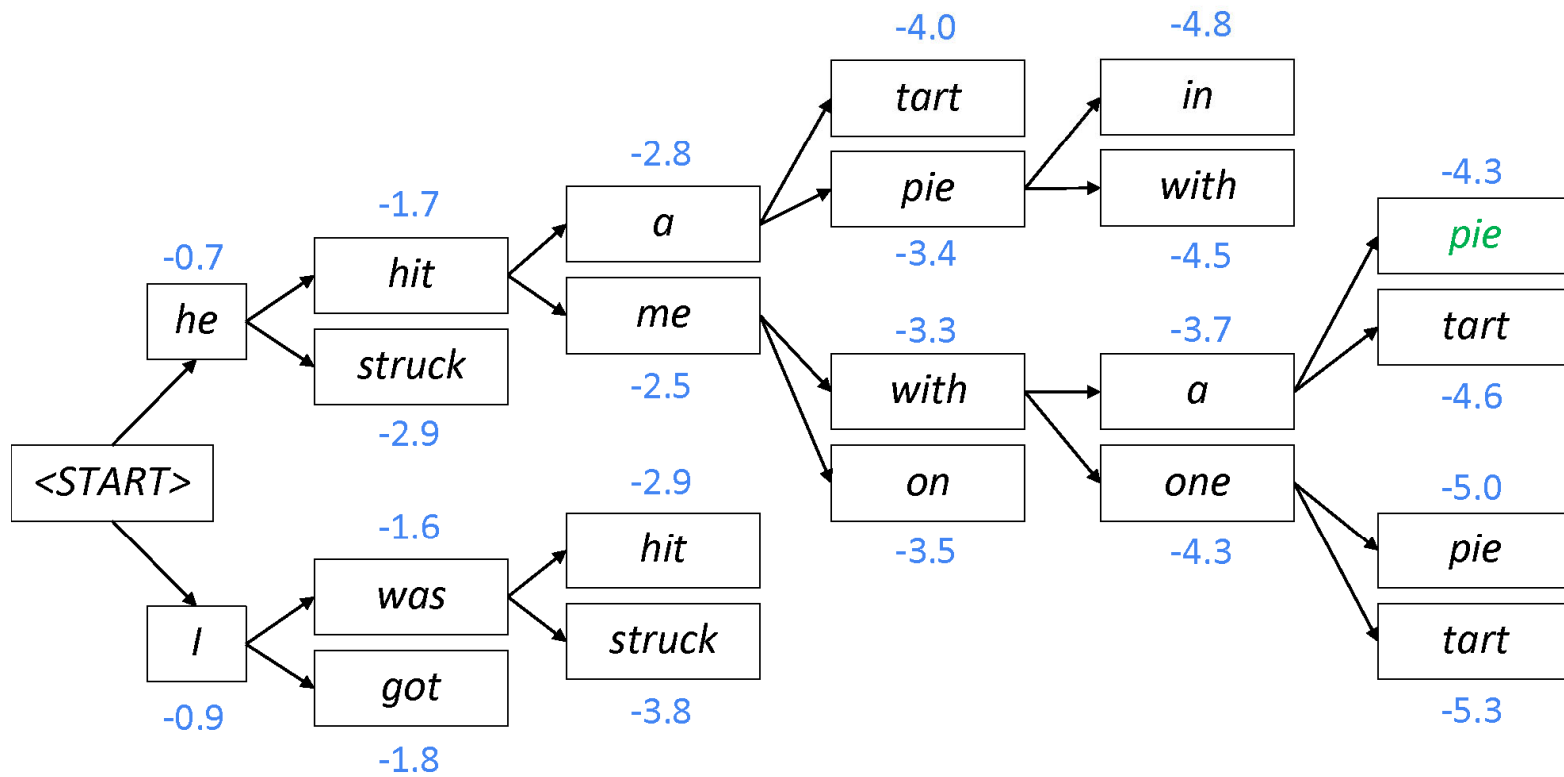 -4.0
-4.8
tart
in
-2.8
-4.3
-1.7
a
pie
with
pie
-0.7
hit
-3.4
-4.5
he
me
-3.3
-3.7
tart
struck
-2.5
with
a
-4.6
-2.9
<START>
-2.9
on
one
-5.0
-1.6
hit
-3.5
-4.3
pie
was
I
struck
tart
got
-0.9
-3.8
-5.3
-1.8